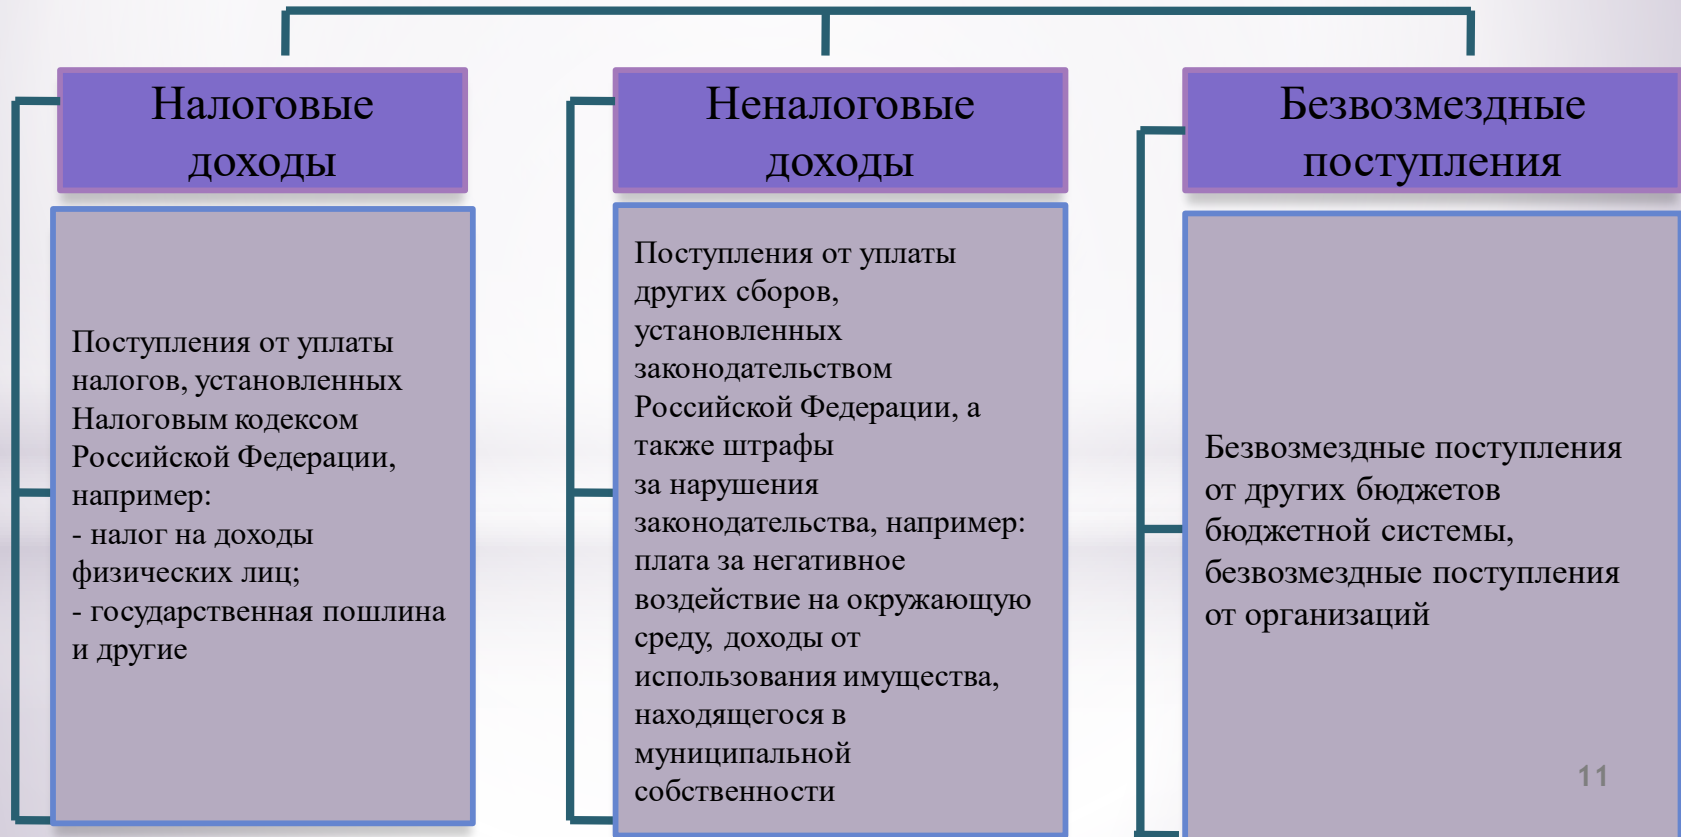 Налоговые
доходы
Поступления от уплаты
налогов, установленных
Налоговым кодексом
Российской Федерации,
например:
- налог на доходы
физических лиц;
- государственная пошлина
и другие
Неналоговые
доходы
Поступления от уплаты
других сборов,
установленных
законодательством
Российской Федерации, а
также штрафы
за нарушения
законодательства, например:
плата за негативное
воздействие на окружающую
среду, доходы от
использования имущества,
находящегося в
муниципальной
собственности
Безвозмездные
поступления
Безвозмездные поступления
от других бюджетов
бюджетной системы,
безвозмездные поступления
от организаций
11